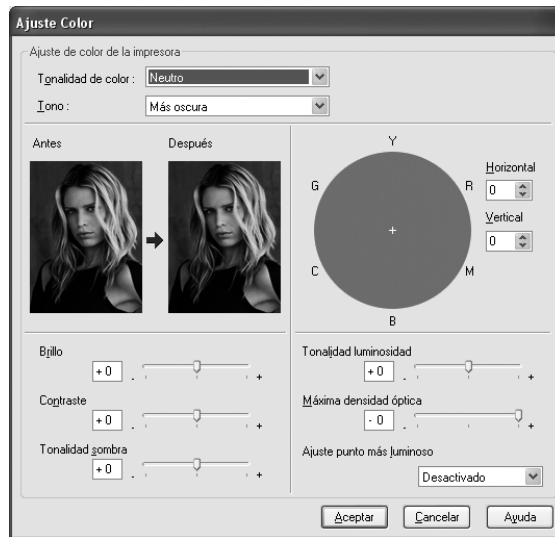 Ajuste Color
Ajuste de color de la impresora
Tonalidad de color : Neutro
Tono : Más oscura
Antes Después
Y
G R
C M
B
Horizontal
0
Vertical
0
Brillo
+ 0 - +
Contraste
+ 0 - +
Tonalidad sombra
+ 0 - +
Tonalidad luminosidad
+ 0 - +
Máxima densidad óptica
- 0 - +
Ajuste punto más luminoso
Desactivado
Aceptar Cancelar Ayuda